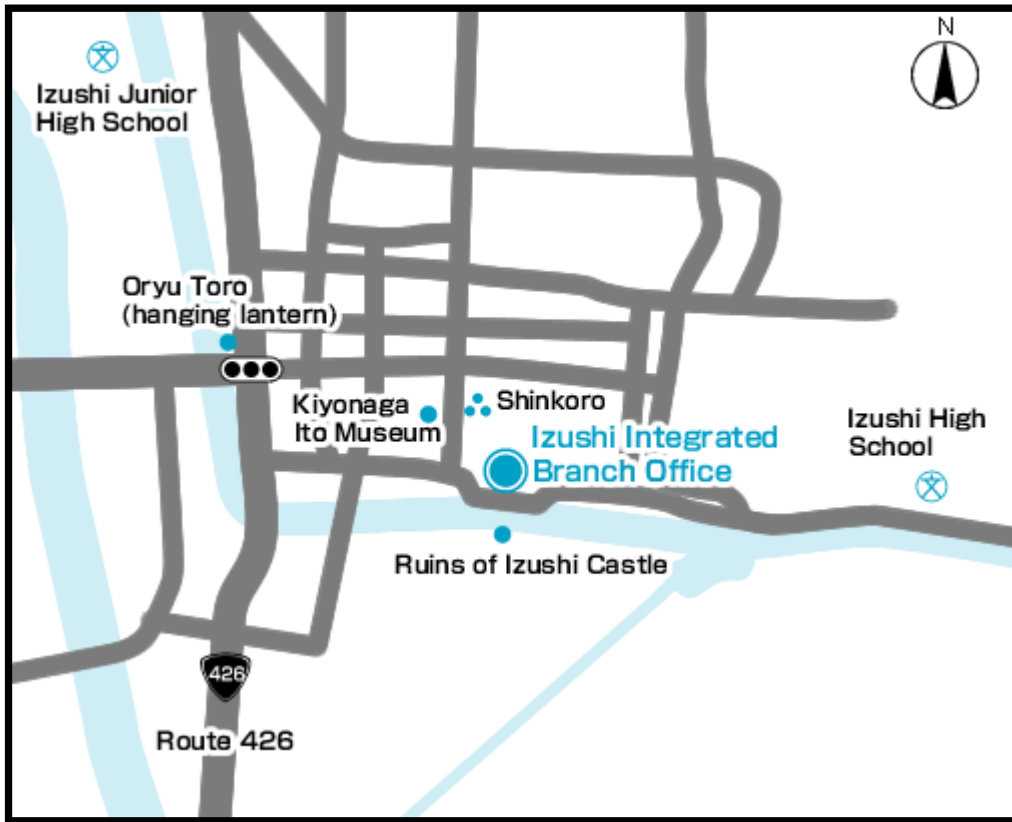 N
Izushi Junior
High School
Oryu Toro
(hanging lantern)
Kiyonaga
Ito Museum
Shinkoro
Izushi Integrated
Branch Office
Izushi High
School
Ruins of Izushi Castle
426
Route 426